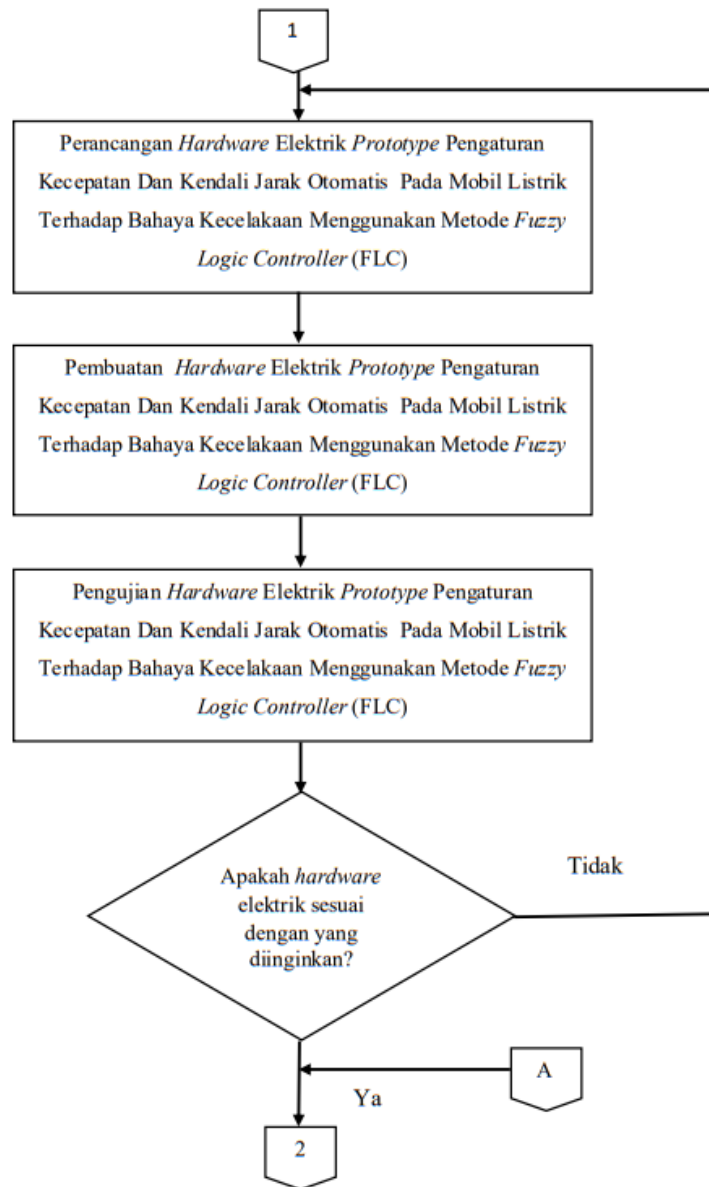 1
Perancangan Hardware Elektrik Prototype Pengaturan
Kecepatan Dan Kendali Jarak Otomatis Pada Mobil Listrik
Terhadap Bahaya Kecelakaan Menggunakan Metode Fuzzy
Logic Controller (FLC)
Pembuatan Hardware Elektrik Prototype Pengaturan
Kecepatan Dan Kendali Jarak Otomatis Pada Mobil Listrik
Terhadap Bahaya Kecelakaan Menggunakan Metode Fuzzy
Logic Controller (FLC)
Pengujian Hardware Elektrik Prototype Pengaturan
Kecepatan Dan Kendali Jarak Otomatis Pada Mobil Listrik
Terhadap Bahaya Kecelakaan Menggunakan Metode Fuzzy
Logic Controller (FLC)
Apakah hardware
elektrik sesuai
dengan yang
diinginkan?
Tidak
A
Ya
2